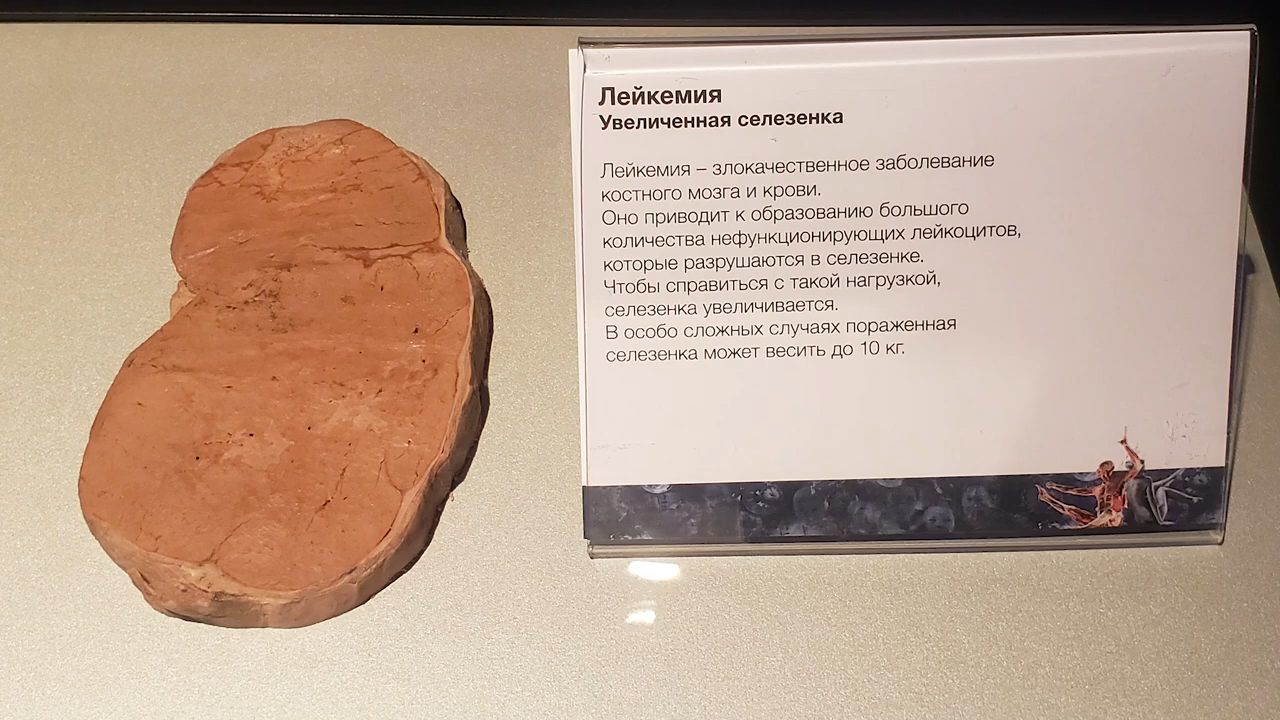 Лейкемия
Увеличенная селезенка
Лейкемия – злокачественное заболевание
костного мозга и крови.
Оно приводит к образованию большого
количества нефункционирующих лейкоцитов,
которые разрушаются в селезенке.
Чтобы справиться с такой нагрузкой,
селезенка увеличивается.
В особо сложных случаях пораженная
селезенка может весить до 10 кг.